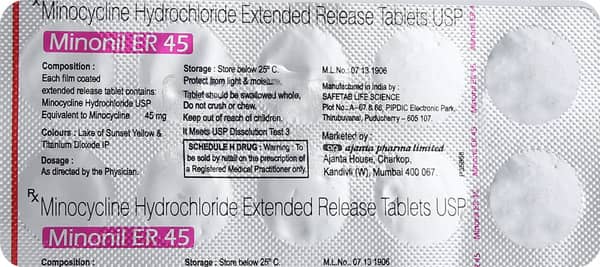 Minocycline Hydrochloride Extended Release Tablets USP
Minonil ER 45
Composition :
Each film coated
extended release tablet contains:
Minocycline Hydrochloride USP
Equivalent to Minocycline 45 mg
Colours : Lake of Sunset Yellow &
Titanium Dioxide IP
Dosage :
As directed by the Physician.
Storage : Store below 25° C.
Protect from light & moisture.
Tablet should be swallowed whole,
Do not crush or chew.
Keep out of reach of children.
It Meets USP Dissolution Test 3
SCHEDULE H DRUG : Warning : To
be sold by retail on the prescription of
a Registered Medical Practitioner only.
M.L.No.: 07 13 1906
Manufactured in India by :
SAFETAB LIFE SCIENCE
Plot No.: A-67 & 68, PIPDIC Electronic Park,
Thirubuvanai, Puducherry - 605 107.
Marketed by :
ajanta pharma limited
Ajanta House, Charkop,
Kandivli (W), Mumbai 400 067.
Rx Minocycline Hydrochloride Extended Release Tablets USP
Minonil ER 45
Composition :
Storage : Store below 25° C.
M.L.No.: 07 13 1906